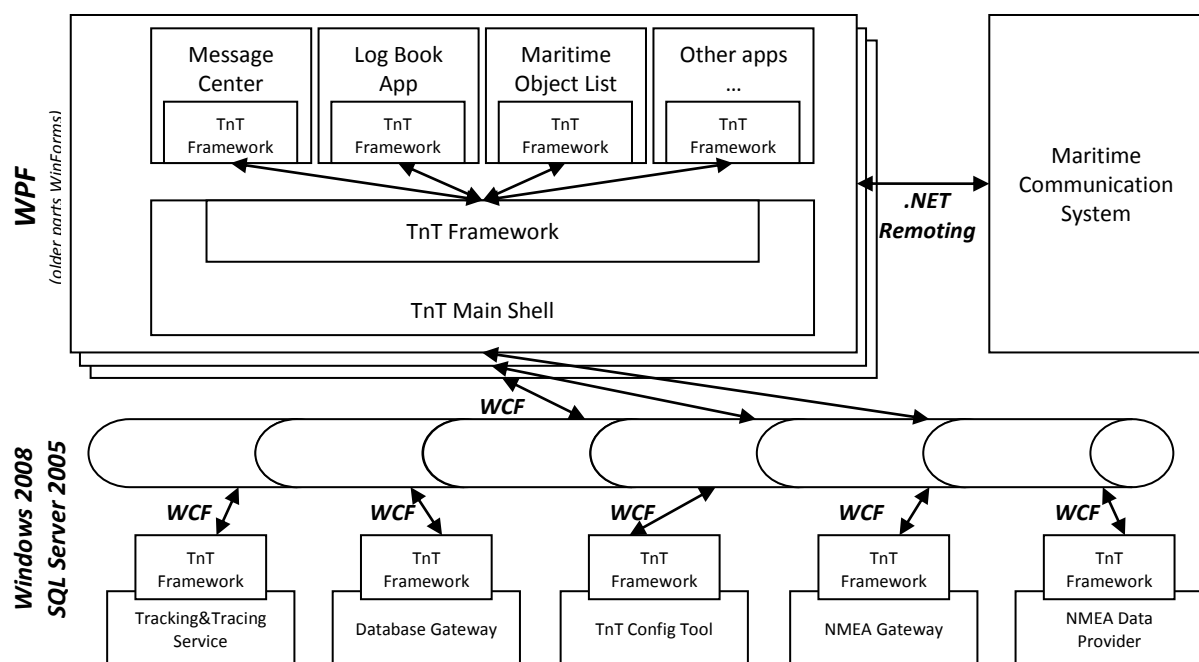 Message
Center
TnT
Framework
Log Book
App
TnT
Framework
Maritime
Object List
TnT
Framework
Other apps
...
TnT
Framework
WPF
(older parts WinForms)
TnT Framework
TnT Main Shell
.NET
Remoting
Maritime
Communication
System
WCF
Windows 2008
SQL Server 2005
WCF
WCF
WCF
WCF
WCF
TnT
Framework
Tracking&Tracing
Service
TnT
Framework
Database Gateway
TnT
Framework
TnT Config Tool
TnT
Framework
NMEA Gateway
TnT
Framework
NMEA Data
Provider